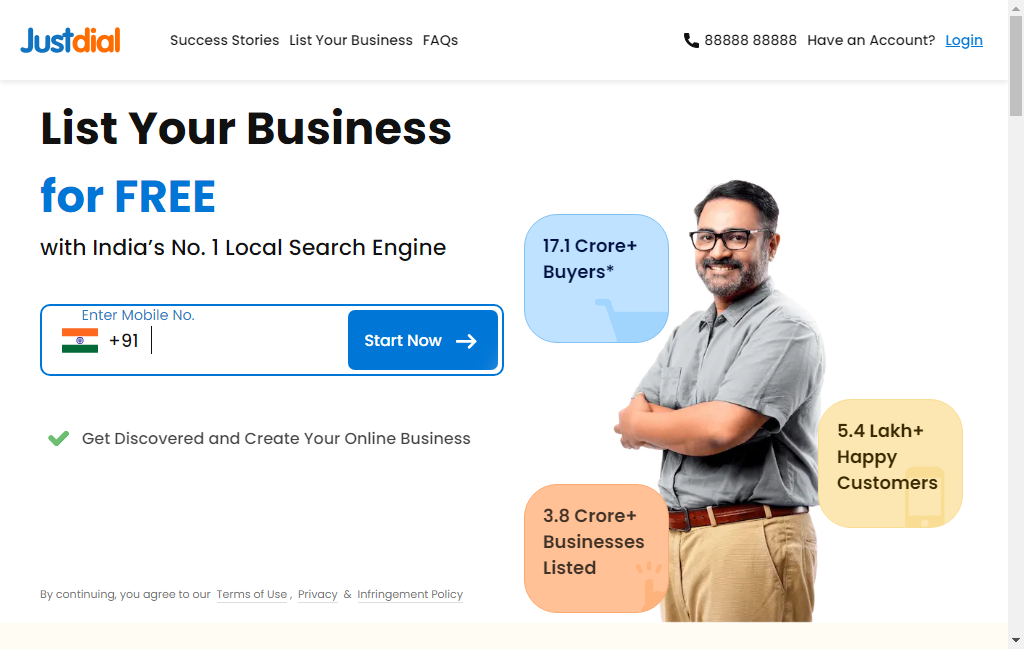 Justdial
Success Stories List Your Business FAQs
88888 88888 Have an Account? Login
List Your Business
for FREE
with India’s No. 1 Local Search Engine
Enter Mobile No.
+91
Start Now
Get Discovered and Create Your Online Business
By continuing, you agree to our Terms of Use , Privacy & Infringement Policy
17.1 Crore+
Buyers*
5.4 Lakh+
Happy
Customers
3.8 Crore+
Businesses
Listed